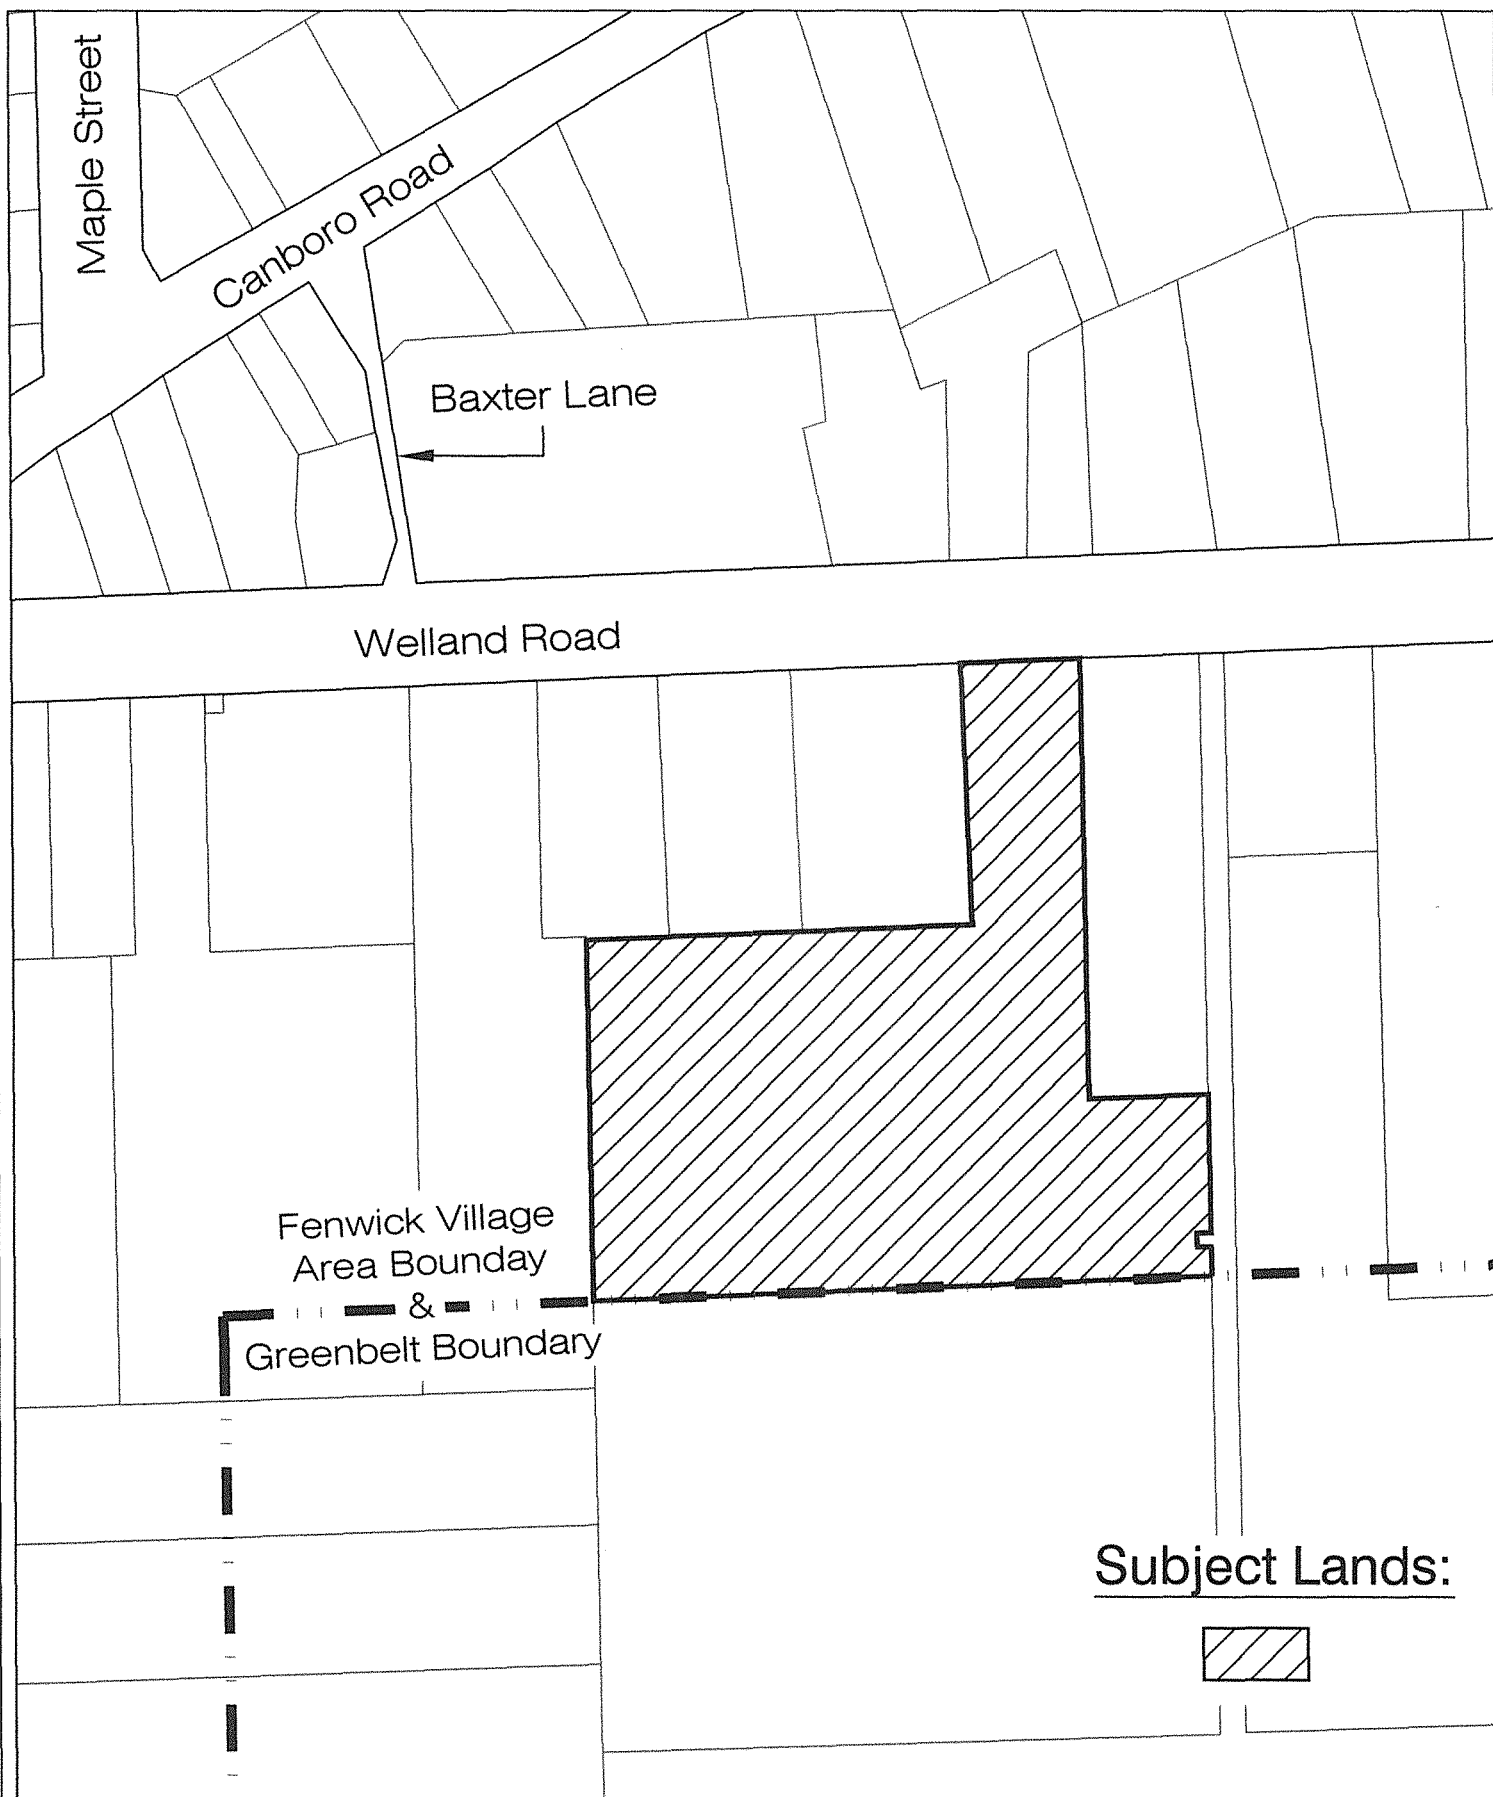 Maple Street
Canboro Road
Baxter Lane
Welland Road
Fenwick Village
Area Bounday
&
Greenbelt Boundary
Subject Lands: